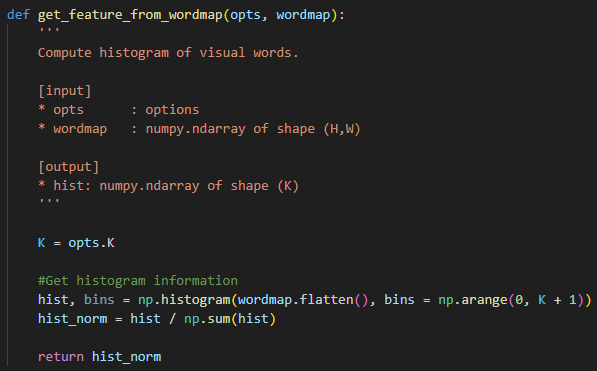 def get_feature_from_wordmap(opts, wordmap):
    '''
    Compute histogram of visual words.

    [input]
    * opts      : options
    * wordmap   : numpy.ndarray of shape (H,W)

    [output]
    * hist: numpy.ndarray of shape (K)
    '''

    K = opts.K

    #Get histogram information
    hist, bins = np.histogram(wordmap.flatten(), bins = np.arange(0, K + 1))
    hist_norm = hist / np.sum(hist)

    return hist_norm